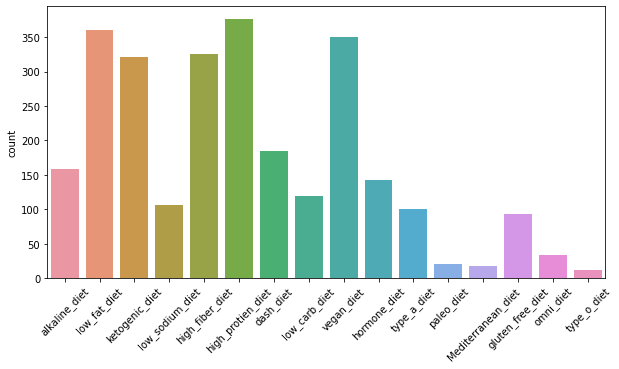 350
300
250
200
150
100
50
0
count
alkaline_diet
low_fat_diet
ketogenic_diet
low_sodium_diet
high_fiber_diet
high_protien_diet
dash_diet
low_carb_diet
vegan_diet
hormone_diet
type_a_diet
paleo_diet
Mediterranean_diet
gluten_free_diet
omni_diet
type_o_diet